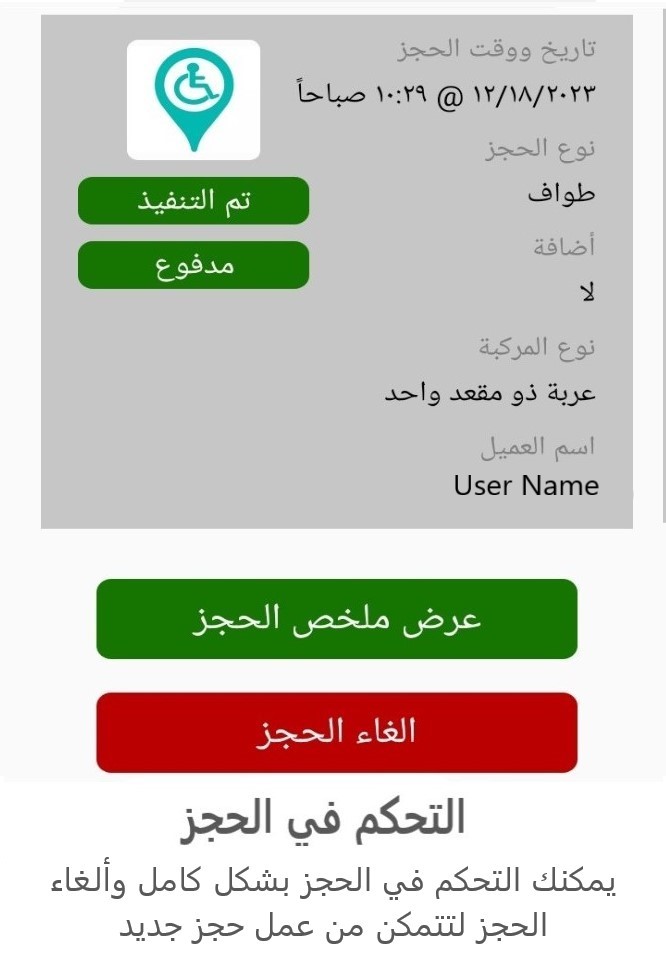 تاريخ ووقت الحجز
١٢/١٨/٢٠٢٣ @ ١٠:٢٩ صباحاً
نوع الحجز
طواف
أضافة
لا
نوع المركبة
عربة ذو مقعد واحد
اسم العميل
User Name
تم التنفيذ
مدفوع
عرض ملخص الحجز
الغاء الحجز
التحكم في الحجز
يمكنك التحكم في الحجز بشكل كامل وألغاء
الحجز لتتمكن من عمل حجز جديد